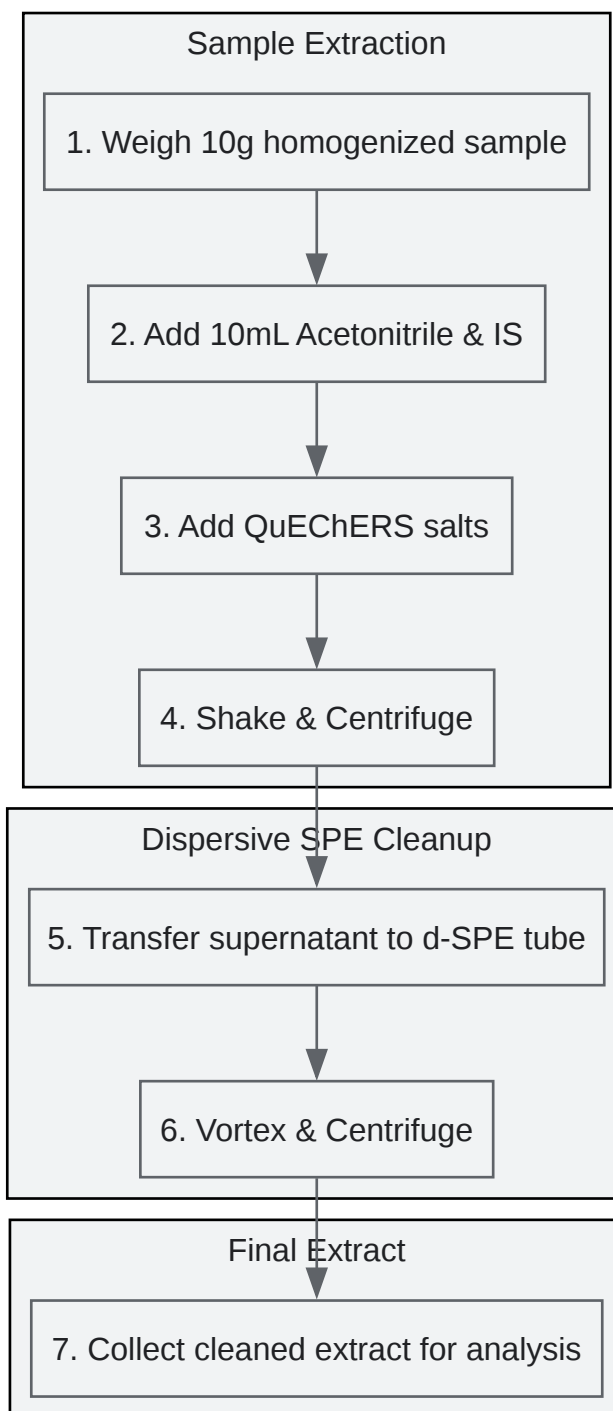 Sample Extraction
1. Weigh 10g homogenized sample
2. Add 10mL Acetonitrile & IS
3. Add QuEChERS salts
4. Shake & Centrifuge
Dispersive SPE Cleanup
5. Transfer supernatant to d-SPE tube
6. Vortex & Centrifuge
Final Extract
7. Collect cleaned extract for analysis